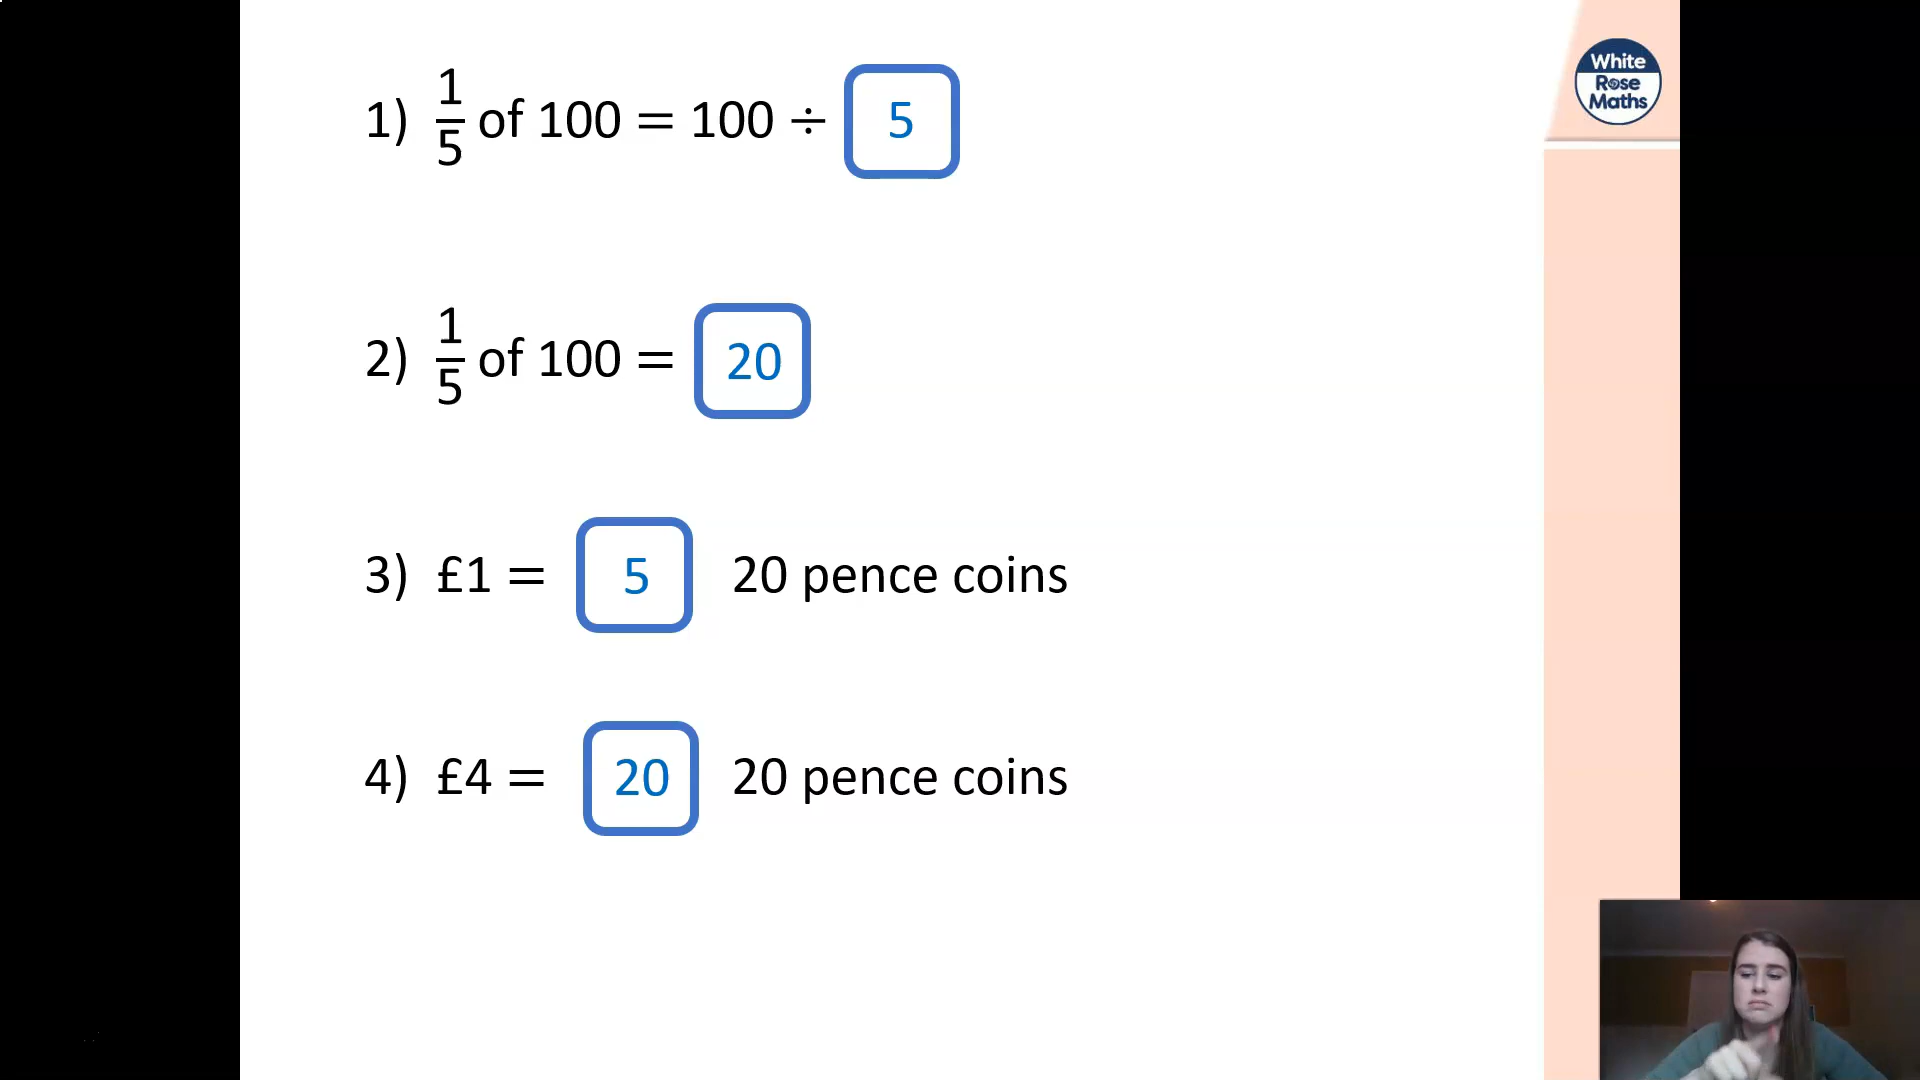 1) 1/5 of 100 = 100 ÷ 5
2) 1/5 of 100 = 20
3) £1 = 5 20 pence coins
4) £4 = 20 20 pence coins
White
Rose
Maths